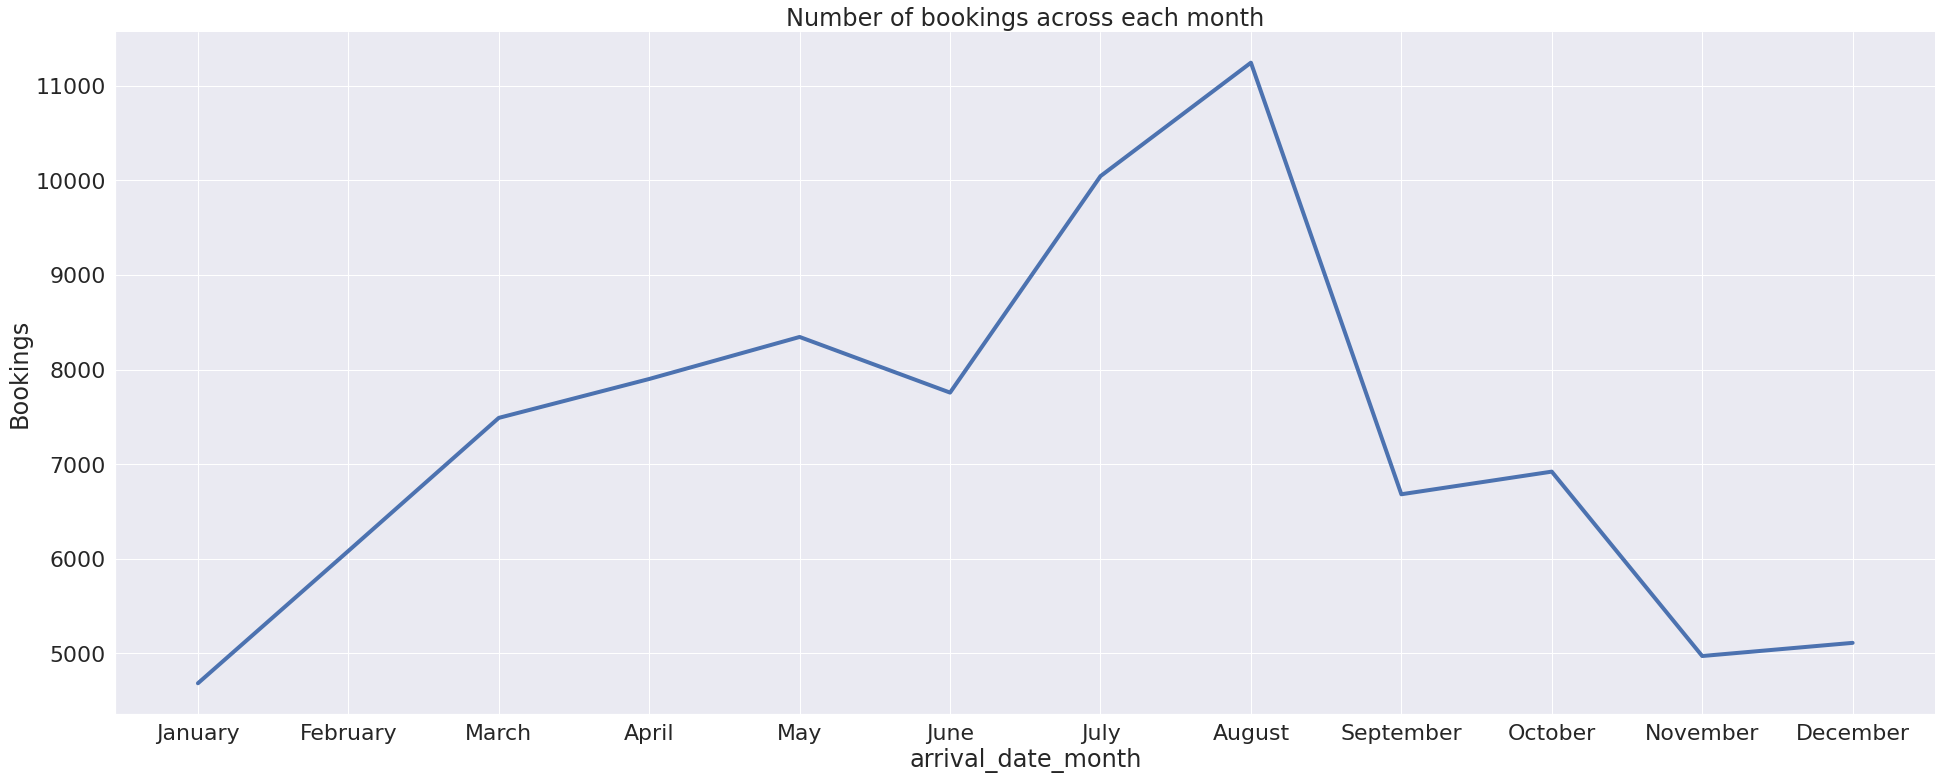 Number of bookings across each month
11000
10000
9000
8000
7000
6000
5000
Bookings
January February March April May June July August September October November December
arrival_date_month